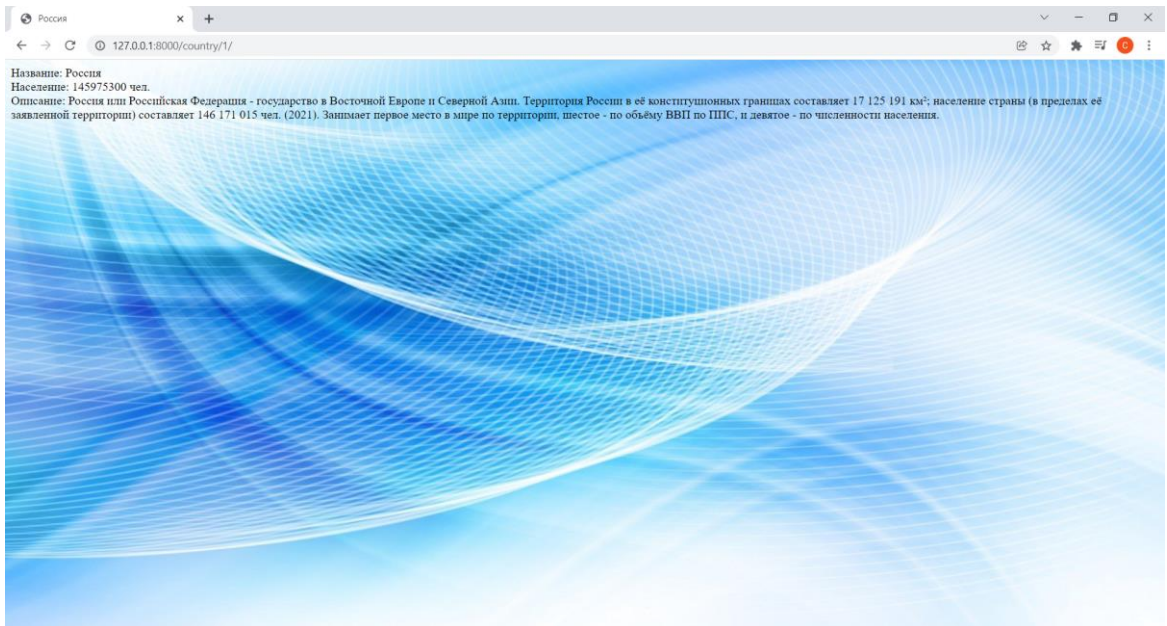 Россия
127.0.0.1:8000/country/1/
C
Название: Россия
Население: 145975300 чел.
Описание: Россия или Российская Федерация - государство в Восточной Европе и Северной Азии. Территория России в её конституционных границах составляет 17 125 191 км²; население страны (в пределах её
заявленной территории) составляет 146 171 015 чел. (2021). Занимает первое место в мире по территории, шестое - по объёму ВВП по ППС, и девятое - по численности населения.